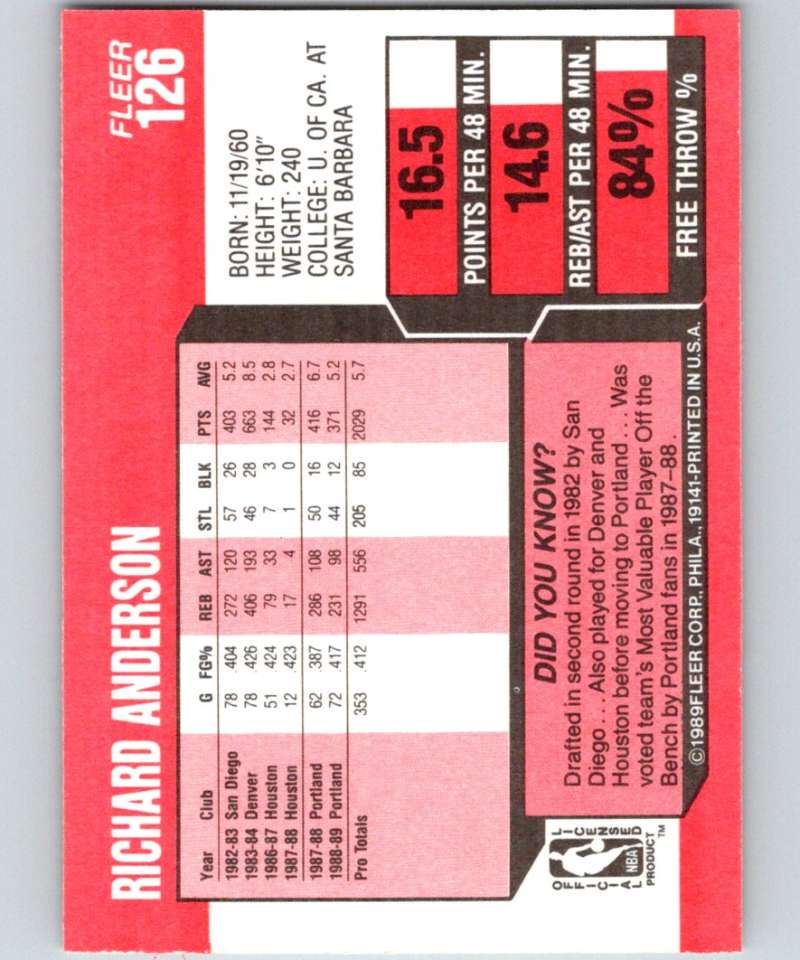 RICHARD ANDERSON
FLEER
126
Year Club G FG% REB AST STL BLK PTS AVG
1982-83 San Diego 78 .404 272 120 57 26 403 5.2
1983-84 Denver 78 .426 406 193 46 28 663 8.5
1986-87 Houston 51 .424 79 33 7 3 144 2.8
1987-88 Houston 12 .423 17 4 1 0 32 2.7
1987-88 Portland 62 .387 286 108 50 16 416 6.7
1988-89 Portland 72 .417 231 98 44 12 371 5.2
Pro Totals 353 .412 1291 556 205 85 2029 5.7
BORN: 11/19/60
HEIGHT: 6'10"
WEIGHT: 240
COLLEGE: U. OF CA. AT
SANTA BARBARA
16.5
POINTS PER 48 MIN.
14.6
REB/AST PER 48 MIN.
84%
FREE THROW %
DID YOU KNOW?
Drafted in second round in 1982 by San
Diego . . . Also played for Denver and
Houston before moving to Portland . . . Was
voted team's Most Valuable Player Off the
Bench by Portland fans in 1987-88.
OFFICIAL LICENSED
NBA
PRODUCT™
©1989FLEER CORP., PHILA., 19141-PRINTED IN U.S.A.